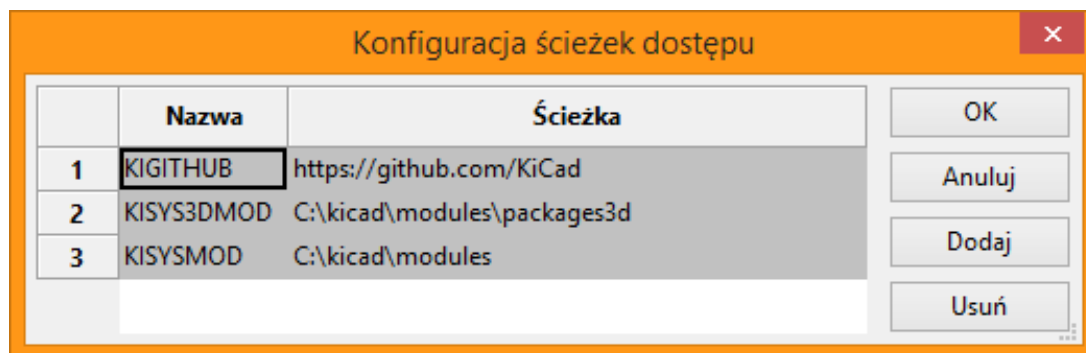 Konfiguracja ścieżek dostępu
×
Nazwa Ścieżka
1 KIGITHUB https://github.com/KiCad
2 KISYS3DMOD C:\kicad\modules\packages3d
3 KISYSMOD C:\kicad\modules
OK
Anuluj
Dodaj
Usuń